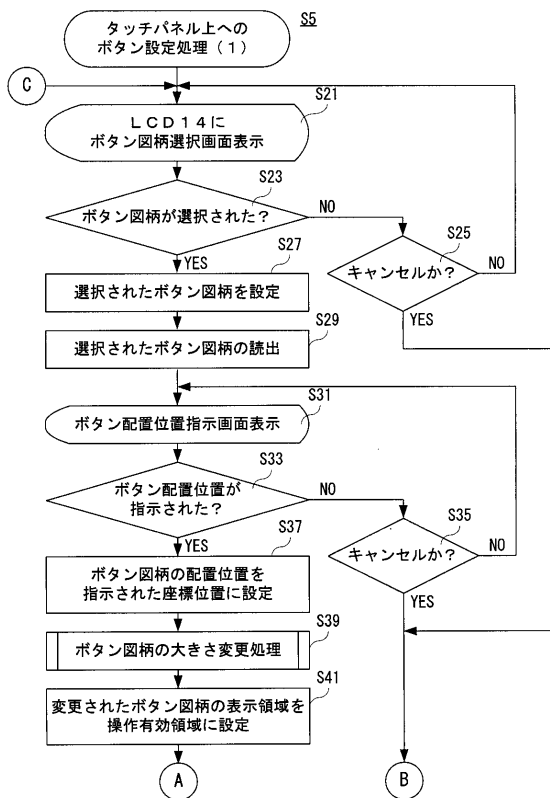 タッチパネル上への
ボタン設定処理(1)
S5
C
S21
LCD14に
ボタン図柄選択画面表示
S23
ボタン図柄が選択された?
NO
YES
S25
キャンセルか?
NO
YES
S27
選択されたボタン図柄を設定
S29
選択されたボタン図柄の読出
S31
ボタン配置位置指示画面表示
S33
ボタン配置位置が
指示された?
NO
YES
S35
キャンセルか?
NO
YES
S37
ボタン図柄の配置位置を
指示された座標位置に設定
S39
ボタン図柄の大きさ変更処理
S41
変更されたボタン図柄の表示領域を
操作有効領域に設定
A
B